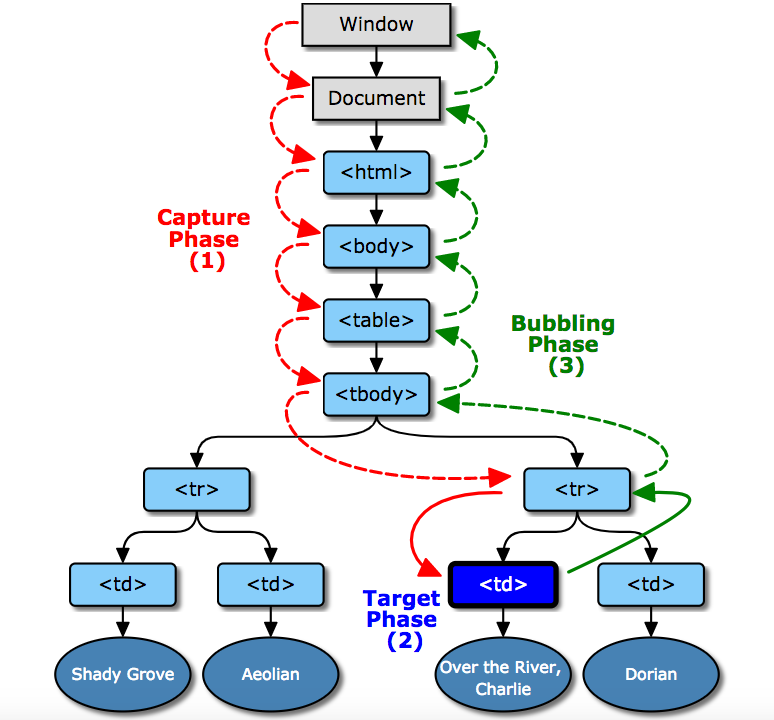 Window
Document
<html>
Capture
Phase
(1)
<body>
<table>
Bubbling
Phase
(3)
<tbody>
<tr>
<tr>
<td>
<td>
<td>
<td>
Target
Phase
(2)
Shady Grove
Aeolian
Over the River,
Charlie
Dorian